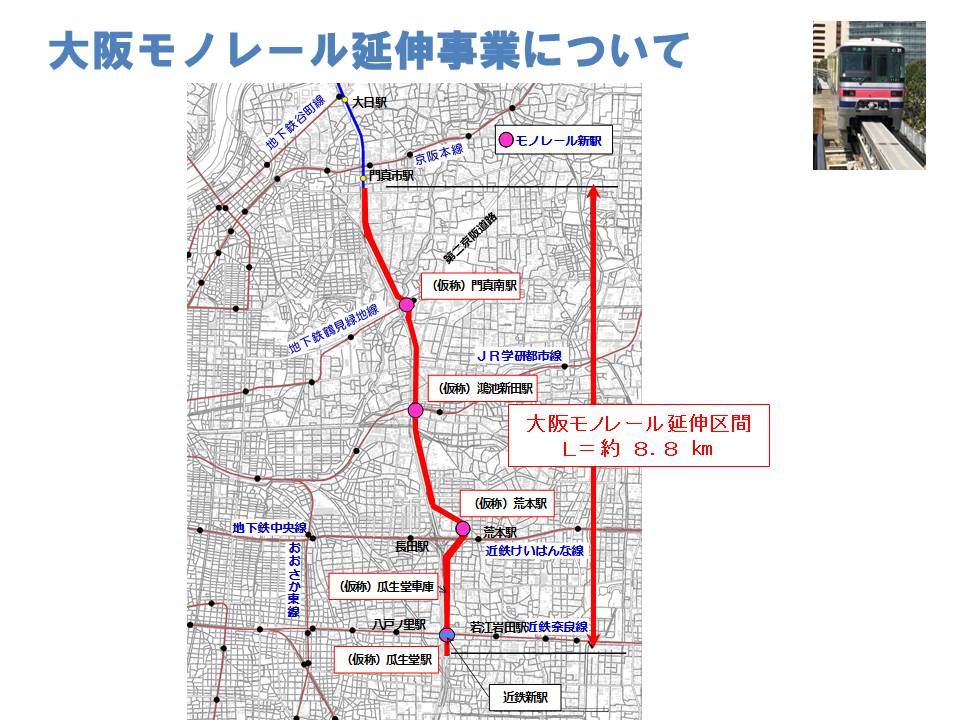 大阪モノレール延伸事業について
大日駅
地下鉄谷町線
モノレール新駅
京阪本線
門真市駅
第二京阪道路
（仮称）門真南駅
地下鉄鶴見緑地線
ＪＲ学研都市線
（仮称）鴻池新田駅
大阪モノレール延伸区間
Ｌ＝約 ８．８ ㎞
（仮称）荒本駅
地下鉄中央線
荒本駅
長田駅
近鉄けいはんな線
おおさか東線
（仮称）瓜生堂車庫
八戸ノ里駅
若江岩田駅
近鉄奈良線
（仮称）瓜生堂駅
近鉄新駅